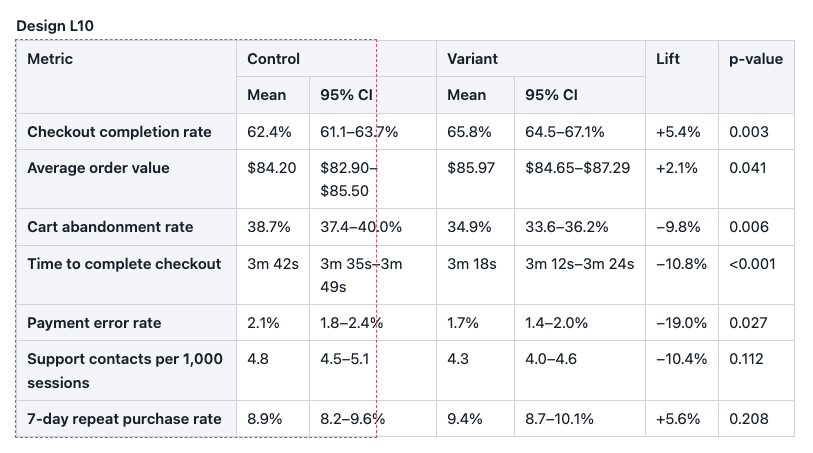 Design L10
Metric Control Variant Lift p-value
Mean 95% CI Mean 95% CI
Checkout completion rate 62.4% 61.1–63.7% 65.8% 64.5–67.1% +5.4% 0.003
Average order value $84.20 $82.90– $85.97 $84.65–$87.29 +2.1% 0.041
$85.50
Cart abandonment rate 38.7% 37.4–40.0% 34.9% 33.6–36.2% −9.8% 0.006
Time to complete checkout 3m 42s 3m 35s–3m 3m 18s 3m 12s–3m 24s −10.8% <0.001
49s
Payment error rate 2.1% 1.8–2.4% 1.7% 1.4–2.0% −19.0% 0.027
Support contacts per 1,000 4.8 4.5–5.1 4.3 4.0–4.6 −10.4% 0.112
sessions
7-day repeat purchase rate 8.9% 8.2–9.6% 9.4% 8.7–10.1% +5.6% 0.208